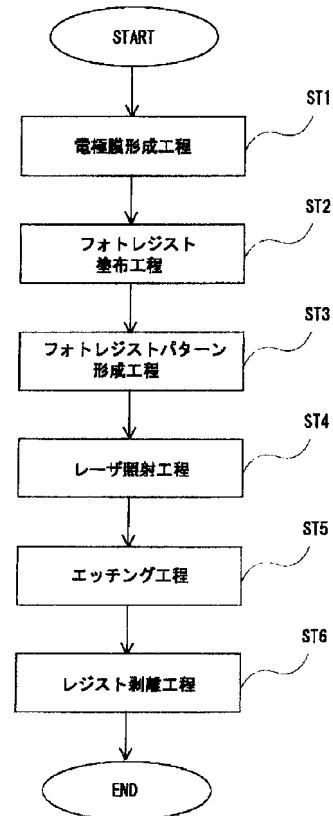 START
ST1
電極膜形成工程
ST2
フォトレジスト
塗布工程
ST3
フォトレジストパターン
形成工程
ST4
レーザ照射工程
ST5
エッチング工程
ST6
レジスト剥離工程
END